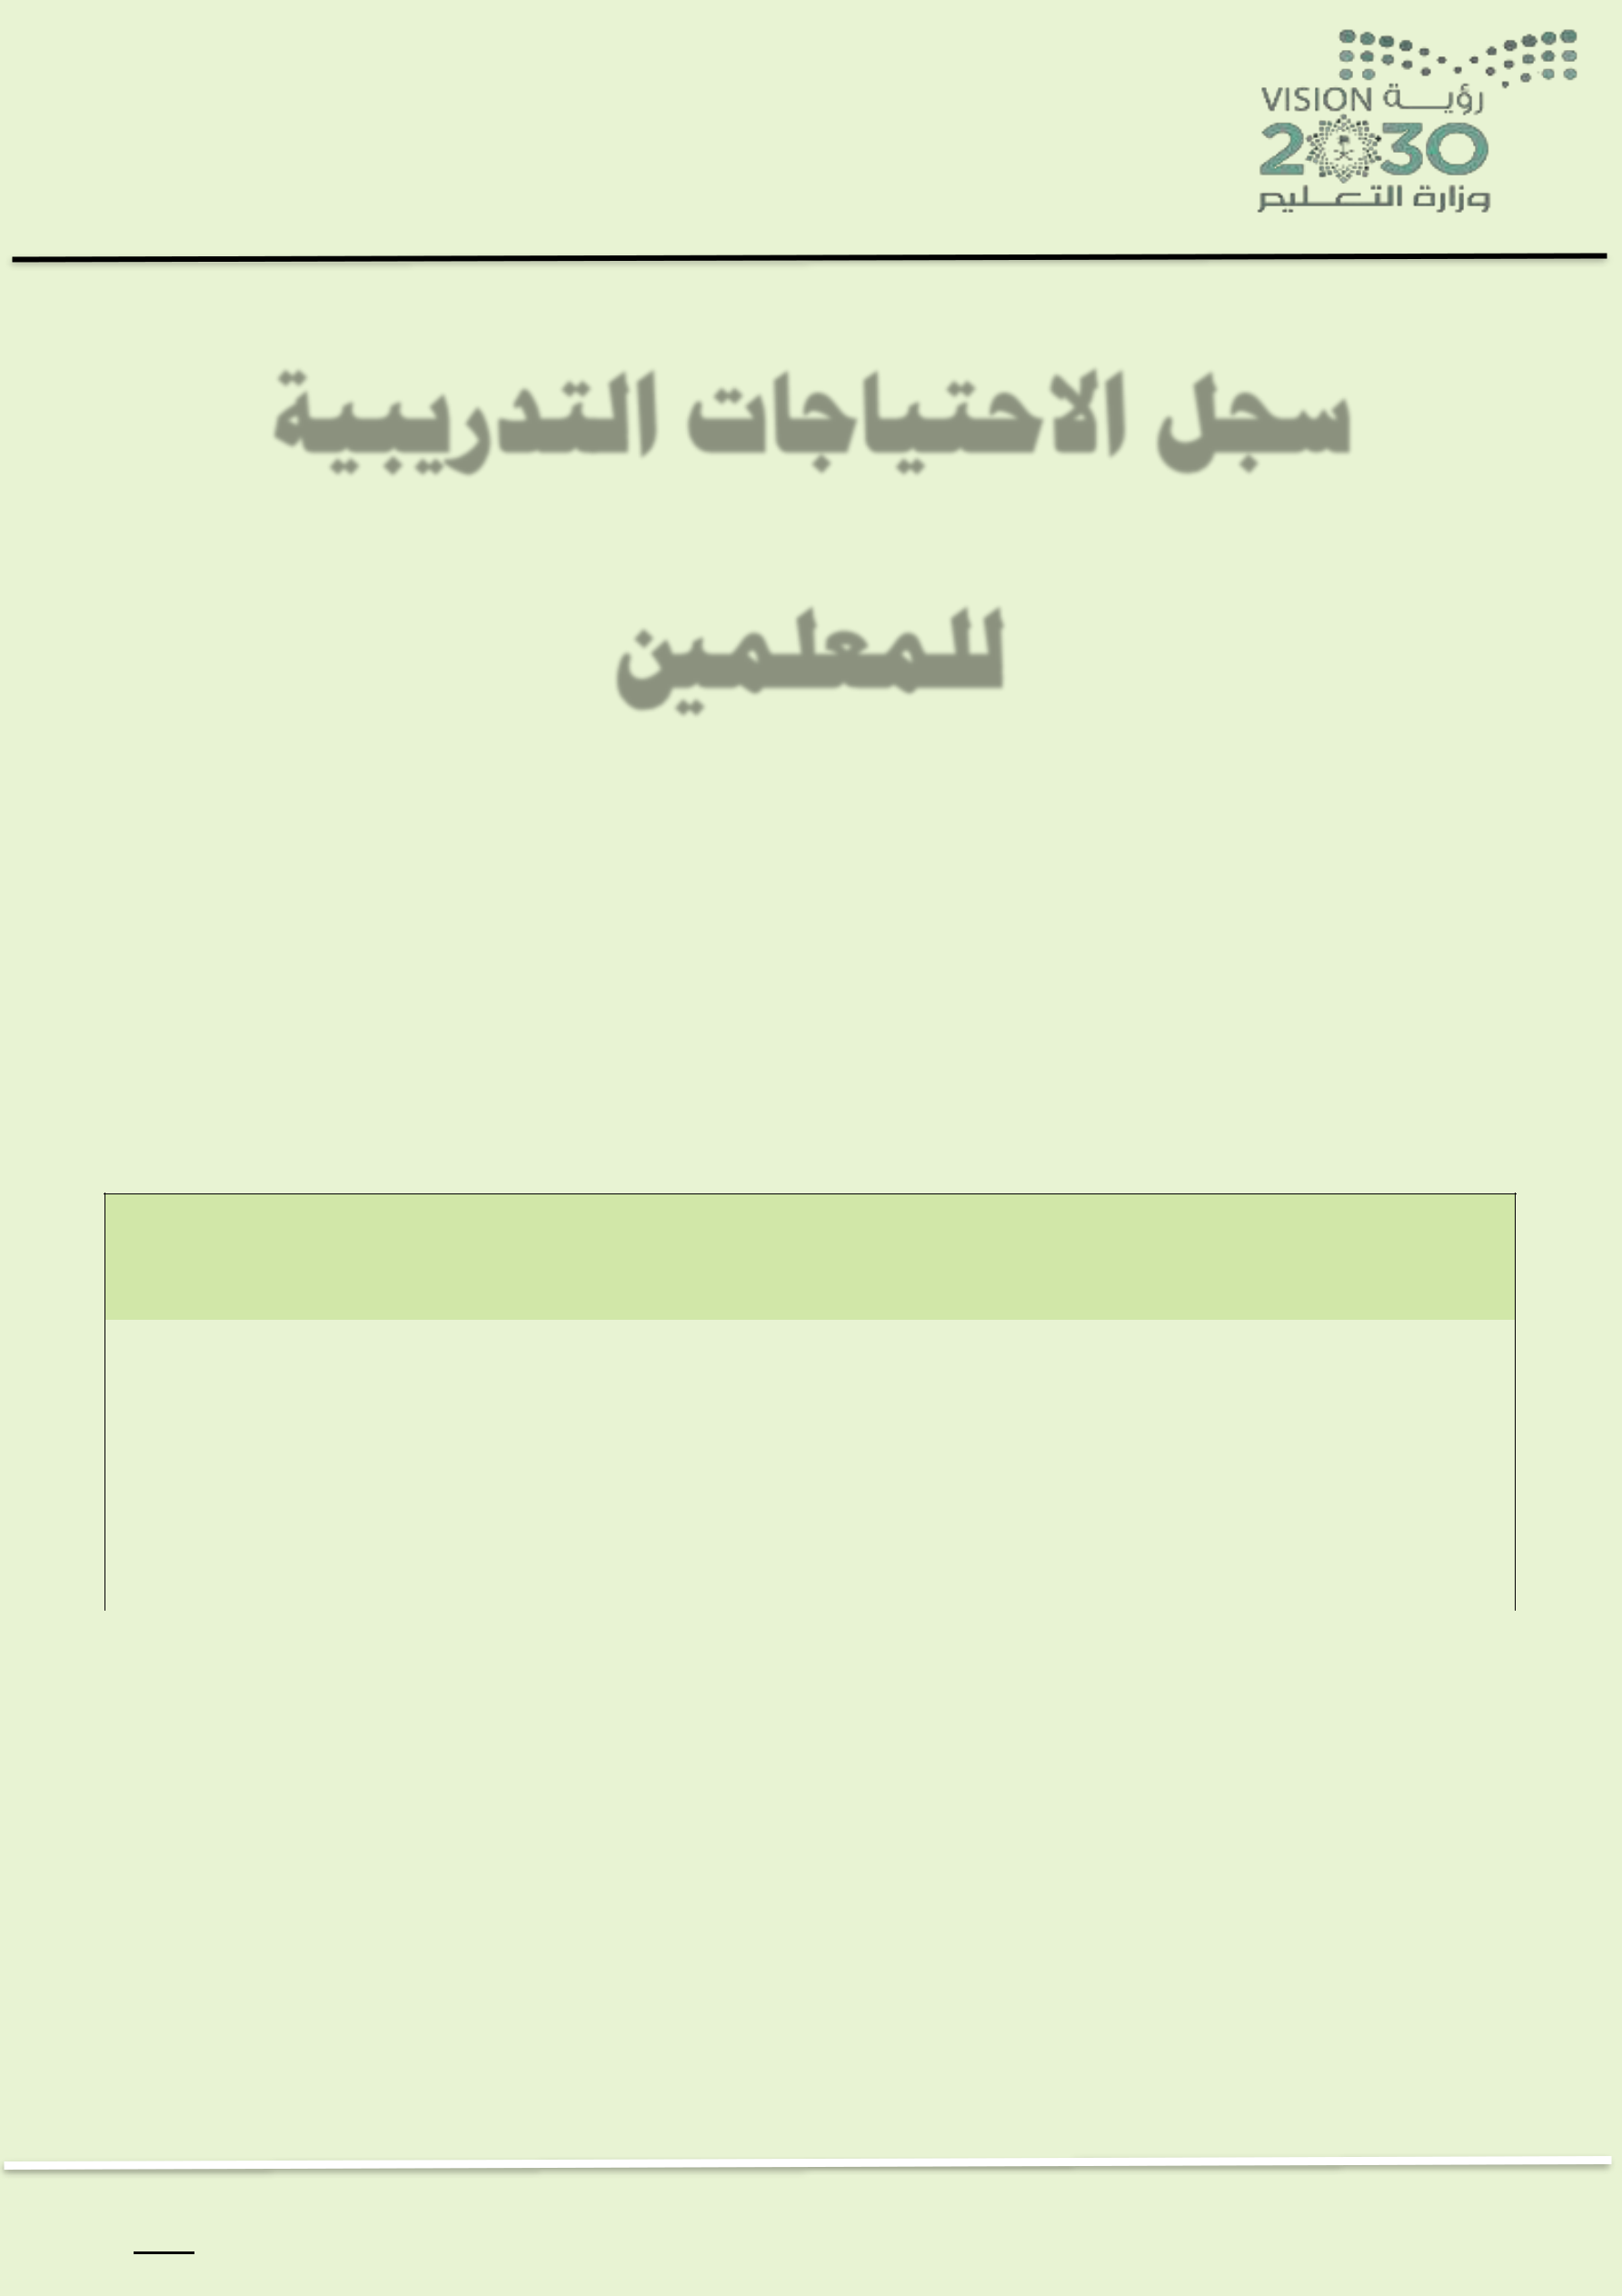 رؤيـــة VISION
2030
وزارة التعـــليم
سجل الاحتياجات التدريبية
للمعلمين